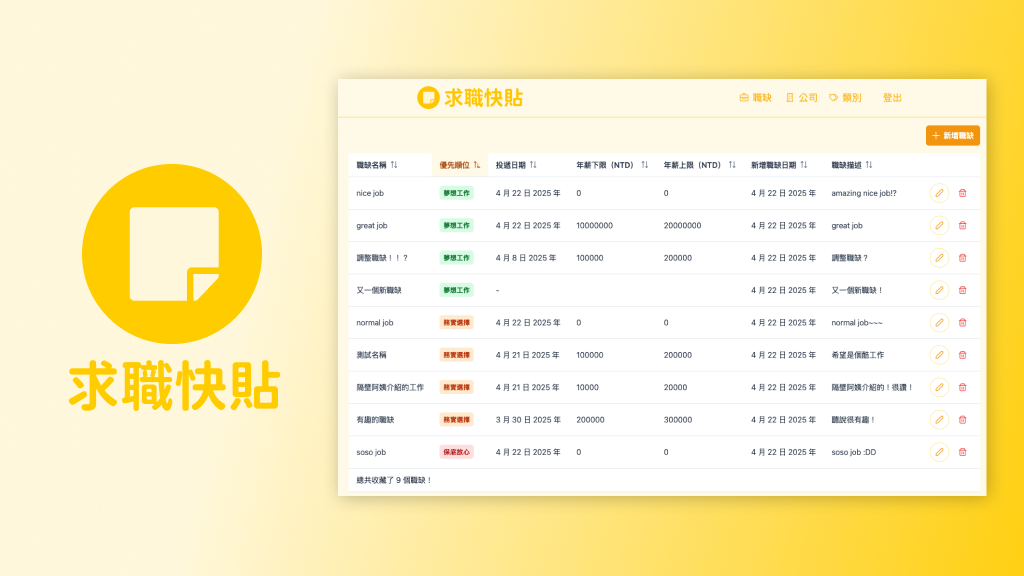 求職快貼
求職快貼 職缺 公司 類別 登出
新增職缺
職缺名稱 優先順位 投遞日期 年薪下限（NTD） 年薪上限（NTD） 新增職缺日期 職缺描述
nice job 夢想工作 4 月 22 日 2025 年 0 0 4 月 22 日 2025 年 amazing nice job!?
great job 夢想工作 4 月 22 日 2025 年 10000000 20000000 4 月 22 日 2025 年 great job
調整職缺！！？ 夢想工作 4 月 8 日 2025 年 100000 200000 4 月 22 日 2025 年 調整職缺？
又一個新職缺 夢想工作 - 4 月 22 日 2025 年 又一個新職缺！
normal job 務實選擇 4 月 22 日 2025 年 0 0 4 月 22 日 2025 年 normal job~~~
測試名稱 務實選擇 4 月 21 日 2025 年 100000 200000 4 月 22 日 2025 年 希望是個酷工作
隔壁阿姨介紹的工作 務實選擇 4 月 21 日 2025 年 10000 20000 4 月 22 日 2025 年 隔壁阿姨介紹的！很讚！
有趣的職缺 務實選擇 3 月 30 日 2025 年 200000 300000 4 月 22 日 2025 年 聽說很有趣！
soso job 保底放心 4 月 22 日 2025 年 0 0 4 月 22 日 2025 年 soso job :DD
總共收藏了 9 個職缺！